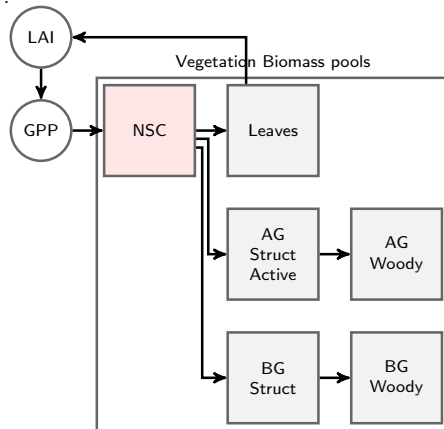 .
LAI
Vegetation Biomass pools
GPP
NSC
Leaves
AG
Struct
Active
AG
Woody
BG
Struct
BG
Woody